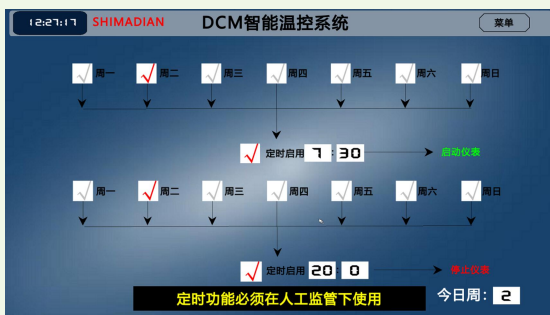 12:27:17 SHIMADIAN DCM智能温控系统 菜单
周一 周二 周三 周四 周五 周六 周日
定时启用 7 : 30 启动仪表
周一 周二 周三 周四 周五 周六 周日
定时启用 20 0 停止仪表
定时功能必须在人工监管下使用 今日周: 2